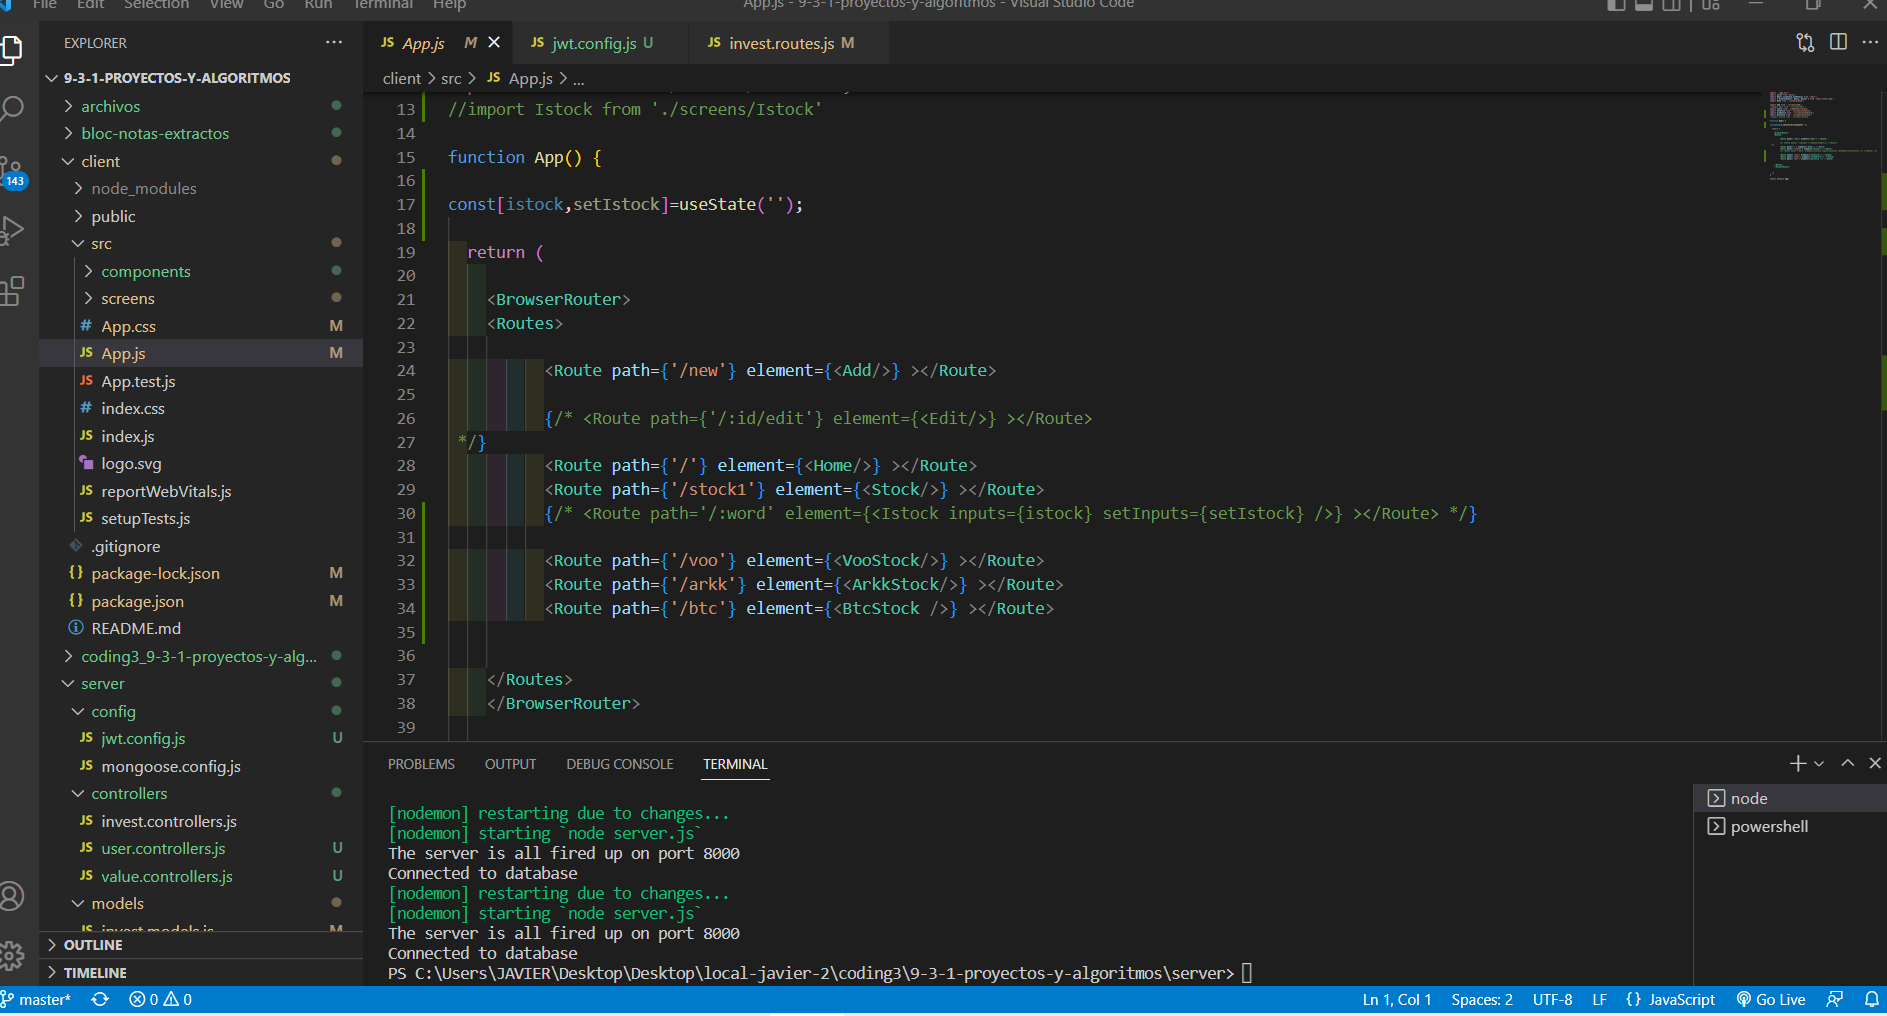 File Edit Selection View Go Run Terminal Help
App.js - 9-3-1-proyectos-y-algoritmos - Visual Studio Code
EXPLORER
JS App.js M
JS jwt.config.js U
JS invest.routes.js M
client > src > JS App.js > ...
9-3-1-PROYECTOS-Y-ALGORITMOS
archivos
bloc-notas-extractos
client
node_modules
public
src
components
screens
# App.css M
JS App.js M
JS App.test.js
# index.css
JS index.js
logo.svg
JS reportWebVitals.js
JS setupTests.js
.gitignore
{} package-lock.json M
{} package.json M
README.md
coding3_9-3-1-proyectos-y-alg...
server
config
JS jwt.config.js U
JS mongoose.config.js
controllers
JS invest.controllers.js
JS user.controllers.js U
JS value.controllers.js U
models
JS invest.models.js M
OUTLINE
TIMELINE
143
13 //import Istock from './screens/Istock'
14
15 function App() {
16
17 const[istock,setIstock]=useState('');
18
19 return (
20
21 <BrowserRouter>
22 <Routes>
23
24 <Route path={'/new'} element={<Add/>} ></Route>
25
26 {/* <Route path={'/:id/edit'} element={<Edit/>} ></Route>
27 */}
28 <Route path={'/'} element={<Home/>} ></Route>
29 <Route path={'/stock1'} element={<Stock/>} ></Route>
30 {/* <Route path='/:word' element={<Istock inputs={istock} setInputs={setIstock} />} ></Route> */}
31
32 <Route path={'/voo'} element={<VooStock/>} ></Route>
33 <Route path={'/arkk'} element={<ArkkStock/>} ></Route>
34 <Route path={'/btc'} element={<BtcStock />} ></Route>
35
36
37 </Routes>
38 </BrowserRouter>
39
PROBLEMS OUTPUT DEBUG CONSOLE TERMINAL
[nodemon] restarting due to changes...
[nodemon] starting `node server.js`
The server is all fired up on port 8000
Connected to database
[nodemon] restarting due to changes...
[nodemon] starting `node server.js`
The server is all fired up on port 8000
Connected to database
PS C:\Users\JAVIER\Desktop\Desktop\local-javier-2\coding3\9-3-1-proyectos-y-algoritmos\server>
node
powershell
master* 0 0
Ln 1, Col 1 Spaces: 2 UTF-8 LF {} JavaScript Go Live